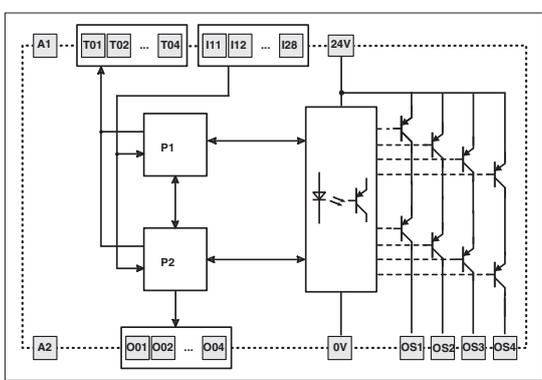 A1 T01 T02 ... T04 I11 I12 ... I28 24V
P1
P2
A2 O01 O02 ... O04 0V OS1 OS2 OS3 OS4